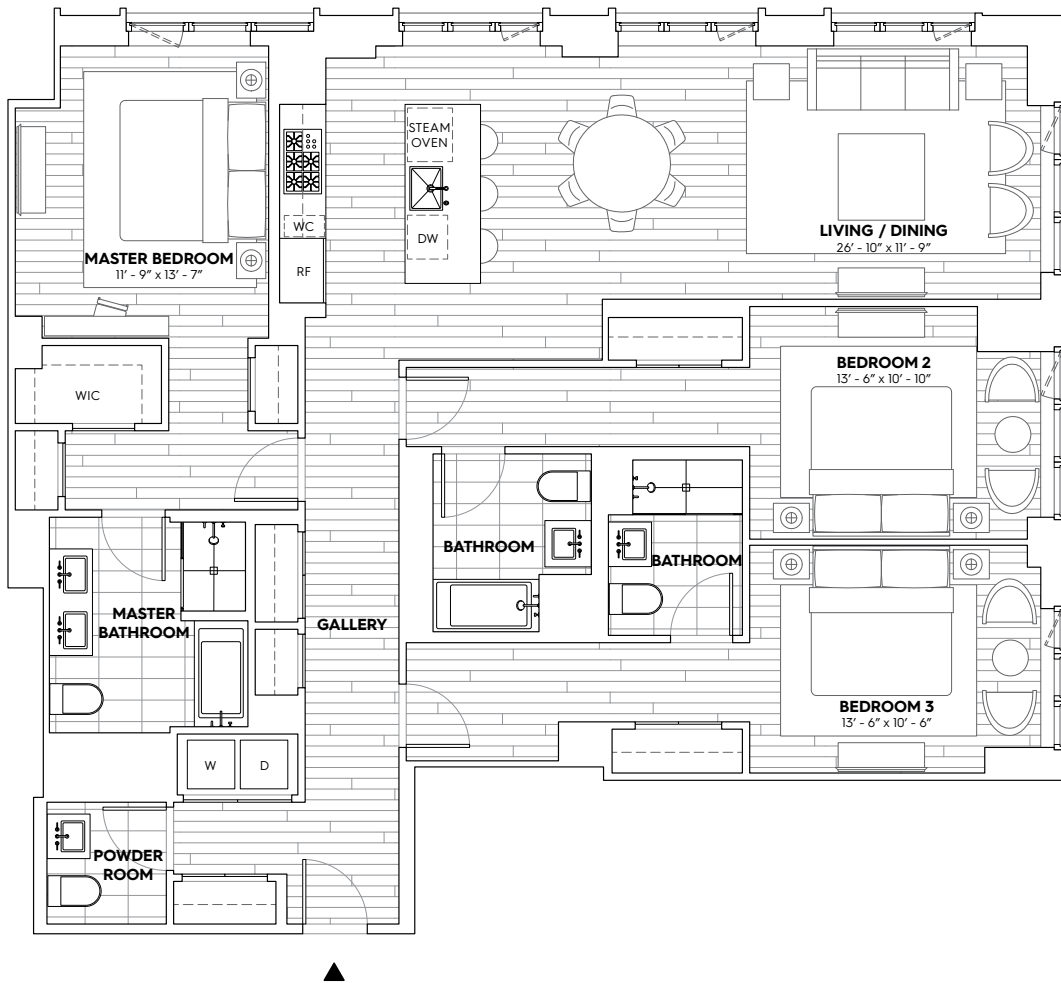 STEAM
OVEN
WC
DW
RF
MASTER BEDROOM
11' - 9” x 13' - 7”
LIVING / DINING
26' - 10” x 11' - 9”
WIC
BEDROOM 2
13' - 6” x 10' - 10”
BATHROOM
BATHROOM
MASTER
BATHROOM
GALLERY
BEDROOM 3
13' - 6” x 10' - 6”
W
D
POWDER
ROOM